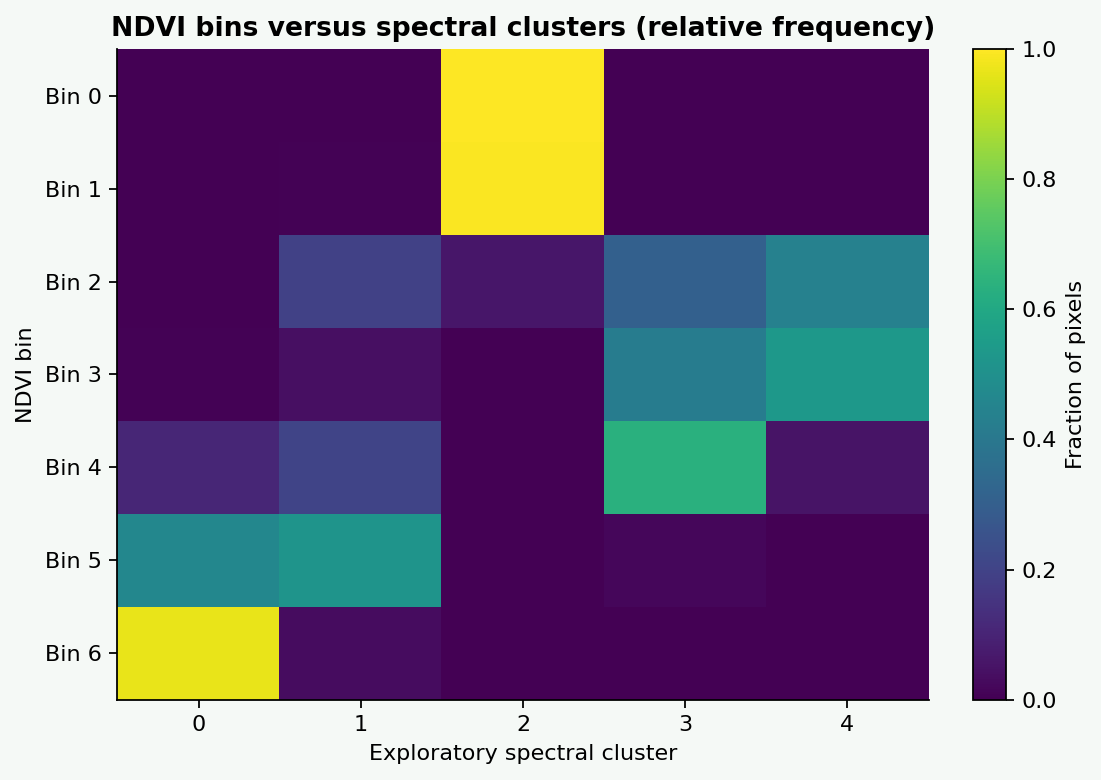 NDVI bins versus spectral clusters (relative frequency)
NDVI bin
Bin 0
Bin 1
Bin 2
Bin 3
Bin 4
Bin 5
Bin 6
0 1 2 3 4
Exploratory spectral cluster
1.0
0.8
0.6
0.4
0.2
0.0
Fraction of pixels